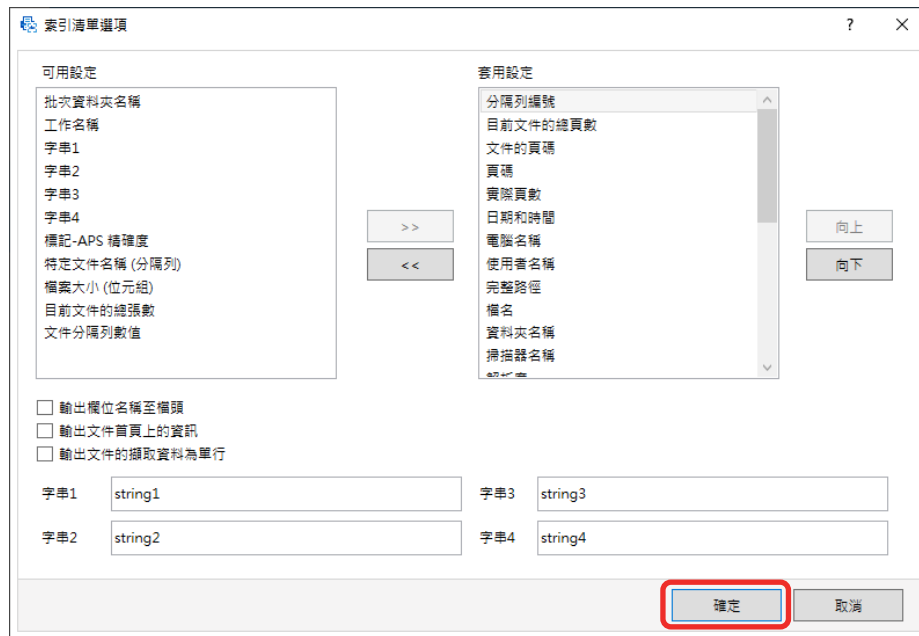 索引清單選項
?
可用設定
批次資料夾名稱
工作名稱
字串1
字串2
字串3
字串4
標記-APS 精確度
特定文件名稱 (分隔列)
檔案大小 (位元組)
目前文件的總張數
文件分隔列數值
>>
<<
套用設定
分隔列編號
目前文件的總頁數
文件的頁碼
頁碼
實際頁數
日期和時間
電腦名稱
使用者名稱
完整路徑
檔名
資料夾名稱
掃描器名稱
解析度
向上
向下
輸出欄位名稱至檔頭
輸出文件首頁上的資訊
輸出文件的擷取資料為單行
字串1 string1 字串3 string3
字串2 string2 字串4 string4
確定 取消